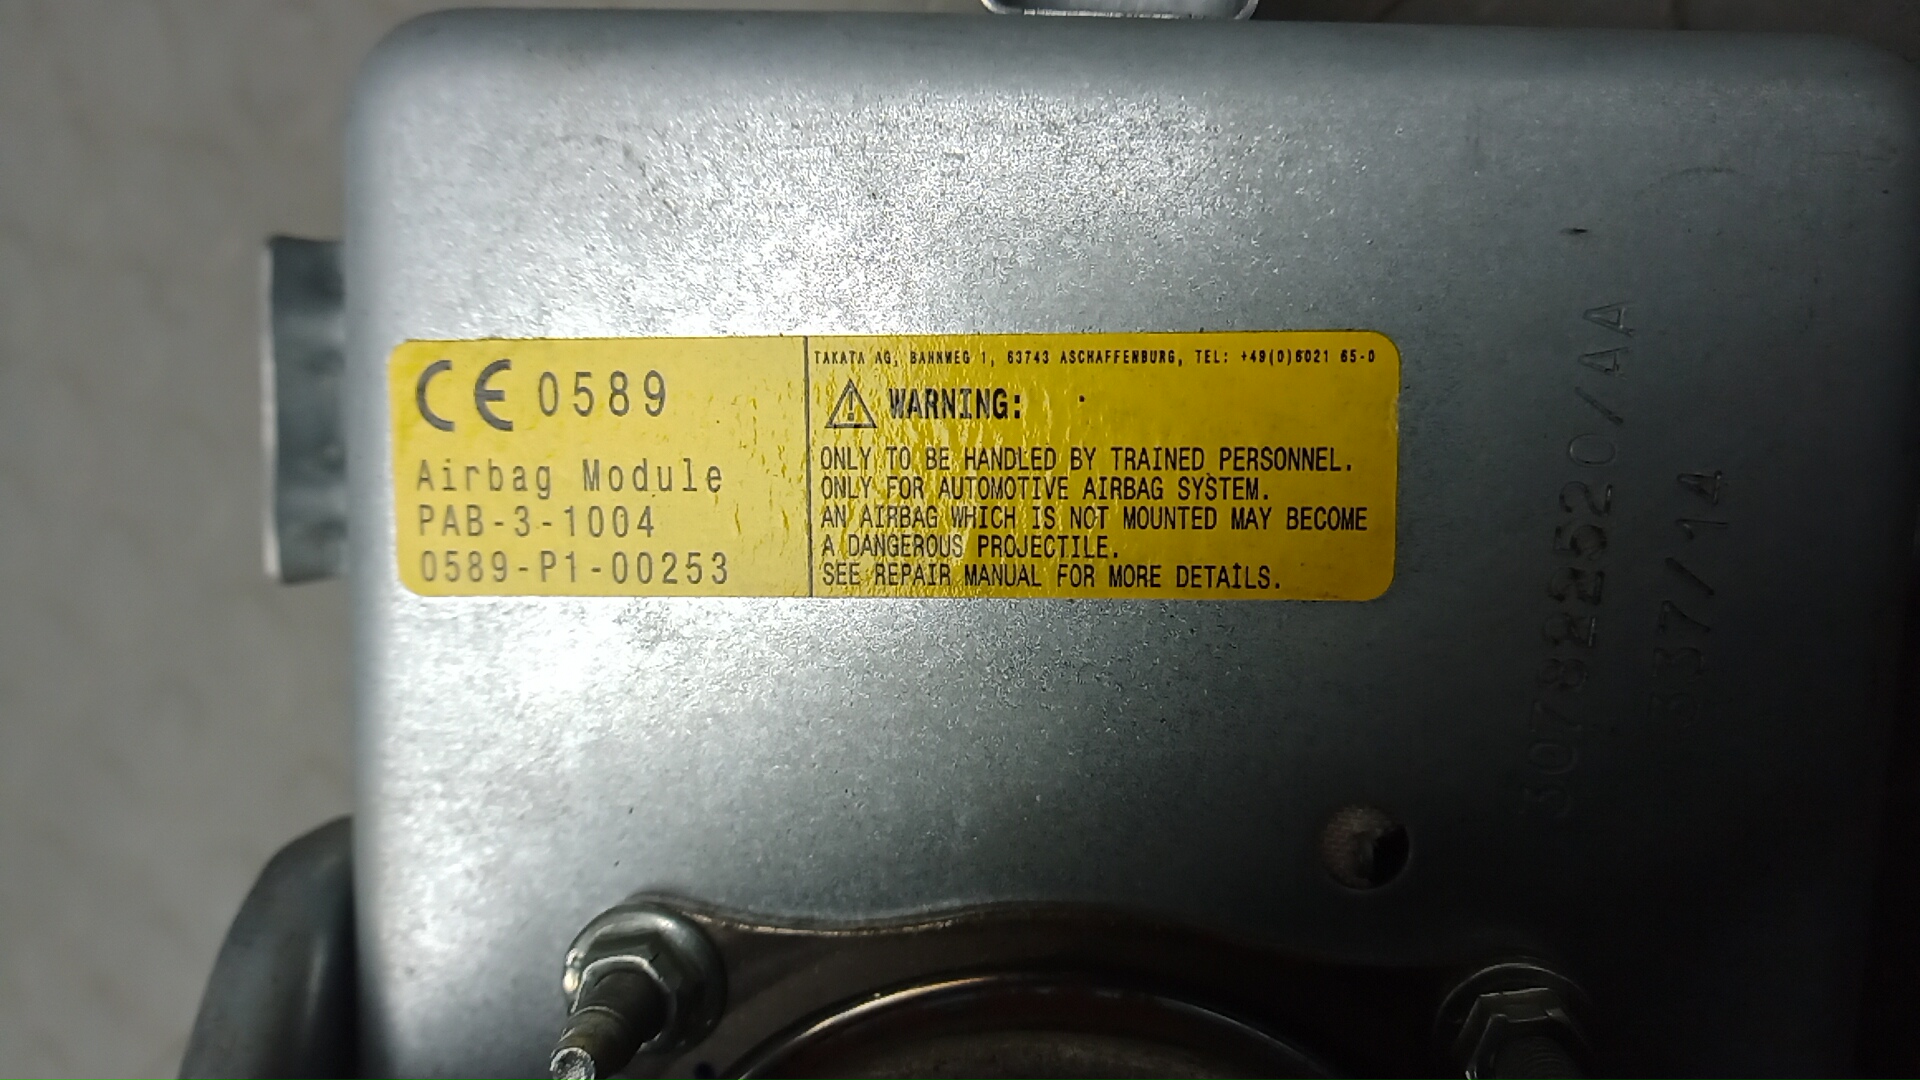 CE 0589
Airbag Module
PAB-3-1004
0589-P1-00253
TAKATA AG, BAHNWEG 1, 63743 ASCHAFFENBURG, TEL: +49(0)6021 65-0
WARNING:
ONLY TO BE HANDLED BY TRAINED PERSONNEL.
ONLY FOR AUTOMOTIVE AIRBAG SYSTEM.
AN AIRBAG WHICH IS NOT MOUNTED MAY BECOME
A DANGEROUS PROJECTILE.
SEE REPAIR MANUAL FOR MORE DETAILS.
337/14